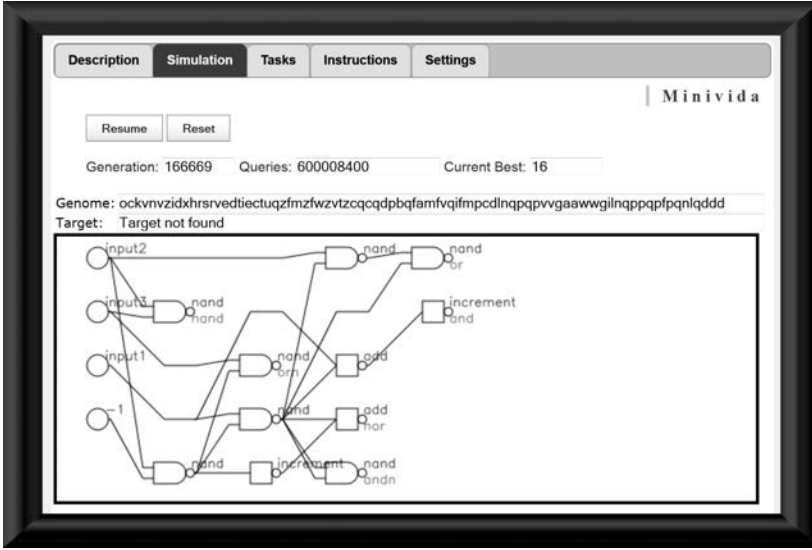 Description Simulation Tasks Instructions Settings
Minivida
Resume Reset
Generation: 166669 Queries: 600008400 Current Best: 16
Genome: ockvnvzidxhrsrvedtiectuqzfmzfwzvtzcqcqdpbqfamfvqifmpcdlnqpqpvvgaawwgilnqppqpfpqnlqddd
Target: Target not found
input2 nand nand
or
input3 nand increment
nand and
input1 nand add
orn
-1 nand add
nor
nand increment nand
andn